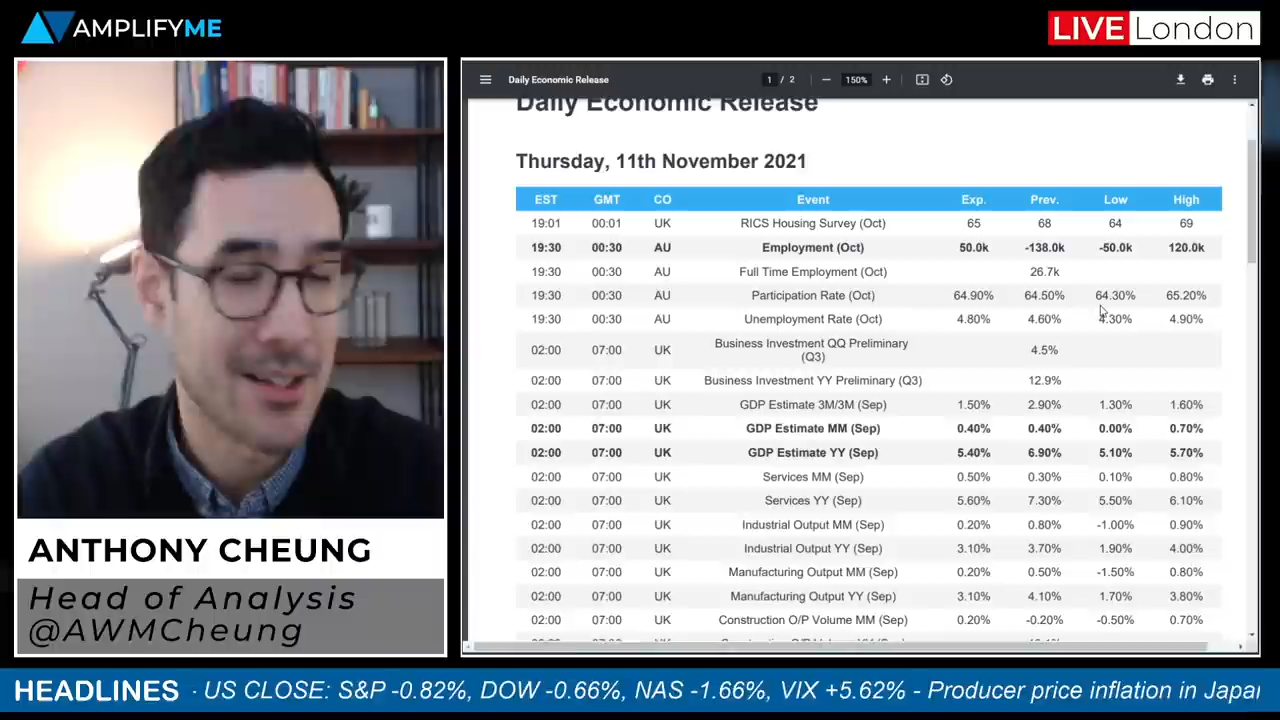 AMPLIFYME
LIVE London
Daily Economic Release
1 / 2
150%
Daily Economic Release
Thursday, 11th November 2021
EST GMT CO Event Exp. Prev. Low High
19:01 00:01 UK RICS Housing Survey (Oct) 65 68 64 69
19:30 00:30 AU Employment (Oct) 50.0k -138.0k -50.0k 120.0k
19:30 00:30 AU Full Time Employment (Oct) 26.7k
19:30 00:30 AU Participation Rate (Oct) 64.90% 64.50% 64.30% 65.20%
19:30 00:30 AU Unemployment Rate (Oct) 4.80% 4.60% 4.30% 4.90%
02:00 07:00 UK Business Investment QQ Preliminary (Q3) 4.5%
02:00 07:00 UK Business Investment YY Preliminary (Q3) 12.9%
02:00 07:00 UK GDP Estimate 3M/3M (Sep) 1.50% 2.90% 1.30% 1.60%
02:00 07:00 UK GDP Estimate MM (Sep) 0.40% 0.40% 0.00% 0.70%
02:00 07:00 UK GDP Estimate YY (Sep) 5.40% 6.90% 5.10% 5.70%
02:00 07:00 UK Services MM (Sep) 0.50% 0.30% 0.10% 0.80%
02:00 07:00 UK Services YY (Sep) 5.60% 7.30% 5.50% 6.10%
02:00 07:00 UK Industrial Output MM (Sep) 0.20% 0.80% -1.00% 0.90%
02:00 07:00 UK Industrial Output YY (Sep) 3.10% 3.70% 1.90% 4.00%
02:00 07:00 UK Manufacturing Output MM (Sep) 0.20% 0.50% -1.50% 0.80%
02:00 07:00 UK Manufacturing Output YY (Sep) 3.10% 4.10% 1.70% 3.80%
02:00 07:00 UK Construction O/P Volume MM (Sep) 0.20% -0.20% -0.50% 0.70%
ANTHONY CHEUNG
Head of Analysis
@AWMCheung
HEADLINES · US CLOSE: S&P -0.82%, DOW -0.66%, NAS -1.66%, VIX +5.62% - Producer price inflation in Japa